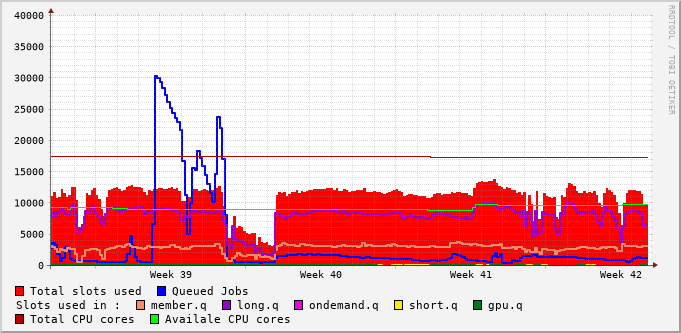 40000
35000
30000
25000
20000
15000
10000
5000
0
Week 39 Week 40 Week 41 Week 42
Total slots used Queued Jobs
Slots used in : member.q long.q ondemand.q short.q gpu.q
Total CPU cores Availale CPU cores
RRDTOOL / TOBI OETIKER